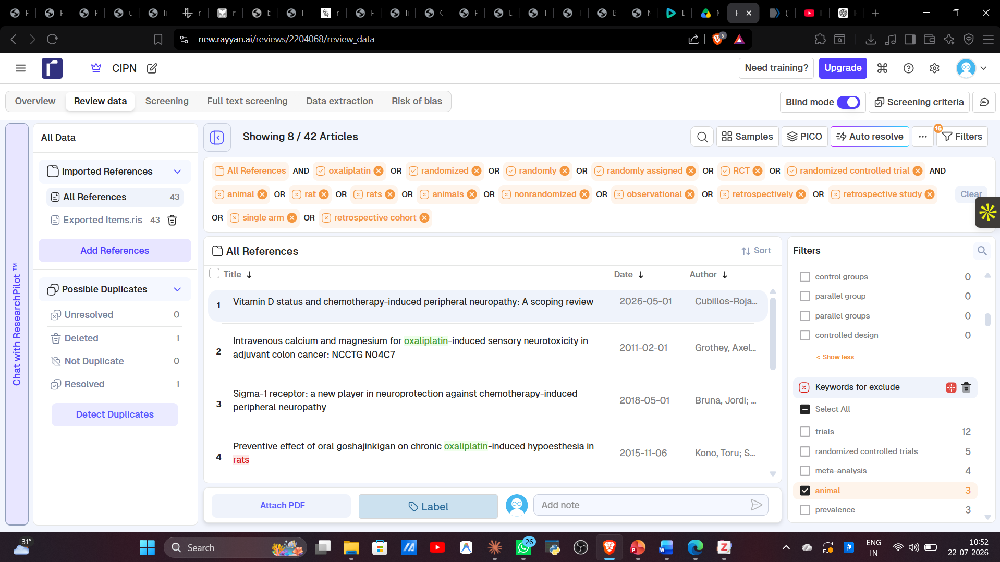 new.rayyan.ai/reviews/2204068/review_data
5
CIPN
Need training?
Upgrade
Overview
Review data
Screening
Full text screening
Data extraction
Risk of bias
Blind mode
Screening criteria
Chat with ResearchPilot ™
All Data
Imported References
All References 43
Exported Items.ris 43
Add References
Possible Duplicates
Unresolved 0
Deleted 1
Not Duplicate 0
Resolved 1
Detect Duplicates
Showing 8 / 42 Articles
Samples
PICO
Auto resolve
...
16
Filters
All References AND oxaliplatin OR randomized OR randomly OR randomly assigned OR RCT OR randomized controlled trial AND
animal OR rat OR rats OR animals OR nonrandomized OR observational OR retrospectively OR retrospective study
Clear
OR single arm OR retrospective cohort
All References
Sort
Title ↓ Date ↓ Author ↓
1 Vitamin D status and chemotherapy-induced peripheral neuropathy: A scoping review 2026-05-01 Cubillos-Roja...
2 Intravenous calcium and magnesium for oxaliplatin-induced sensory neurotoxicity in
adjuvant colon cancer: NCCTG N04C7 2011-02-01 Grothey, Axel...
3 Sigma-1 receptor: a new player in neuroprotection against chemotherapy-induced
peripheral neuropathy 2018-05-01 Bruna, Jordi; ...
4 Preventive effect of oral goshajinkigan on chronic oxaliplatin-induced hypoesthesia in
rats 2015-11-06 Kono, Toru; S...
Attach PDF
Label
Add note
Filters
control groups 0
parallel group 0
parallel groups 0
controlled design 0
< Show less
Keywords for exclude
Select All
trials 12
randomized controlled trials 5
meta-analysis 4
animal 3
prevalence 3
31°
Search
26
ENG
IN
10:52
22-07-2026